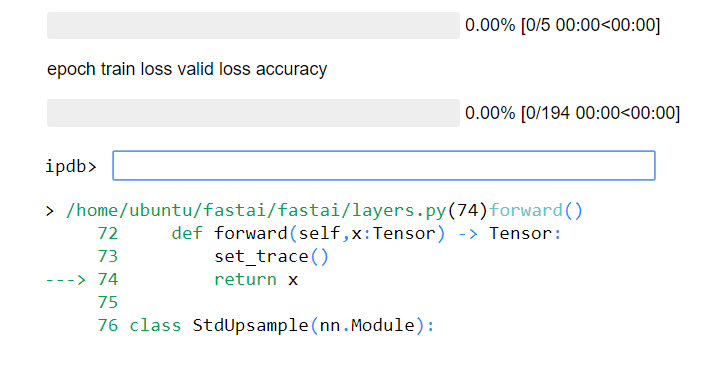 0.00% [0/5 00:00<00:00]
epoch train loss valid loss accuracy
0.00% [0/194 00:00<00:00]
ipdb>
> /home/ubuntu/fastai/fastai/layers.py(74)forward()
     72     def forward(self,x:Tensor) -> Tensor:
     73         set_trace()
---> 74         return x
     75
     76 class StdUpsample(nn.Module):